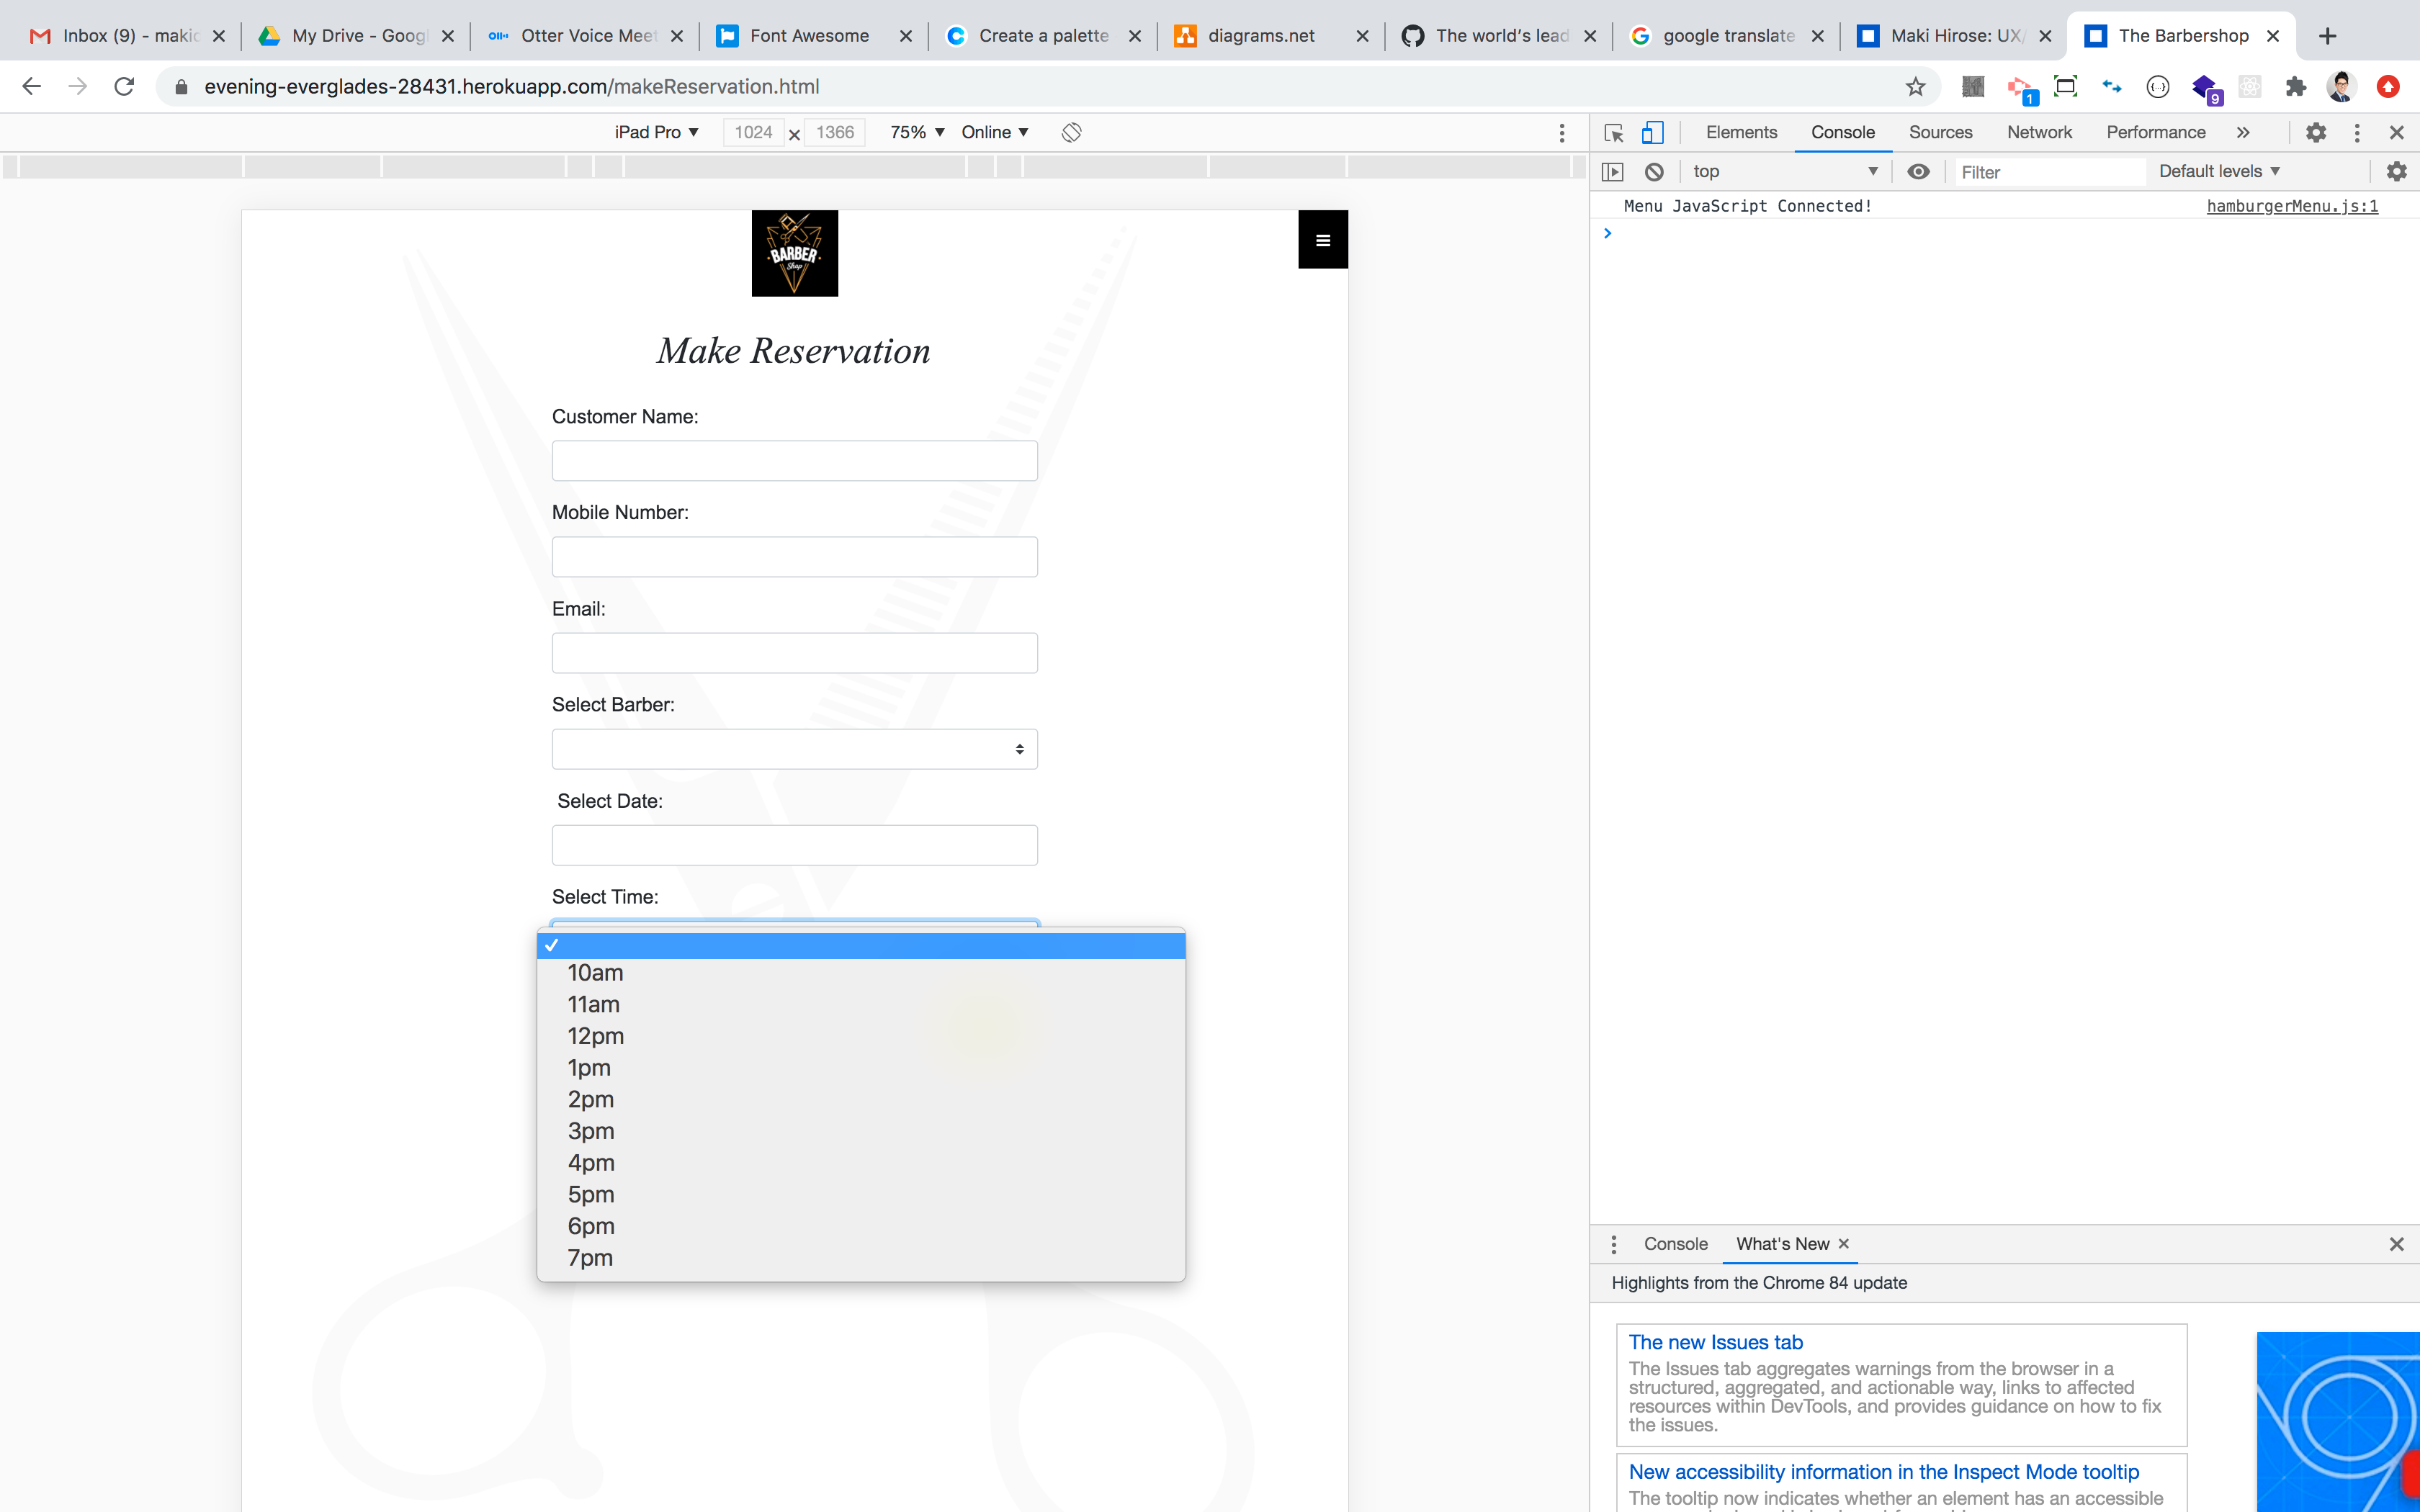 Inbox (9) - makic
My Drive - Googl
Otter Voice Meet
Font Awesome
Create a palette
diagrams.net
The world's lead
google translate
Maki Hirose: UX/
The Barbershop
evening-everglades-28431.herokuapp.com/makeReservation.html
1
9
iPad Pro ▼ 1024 × 1366 75% ▼ Online ▼
Elements Console Sources Network Performance »
top Filter Default levels ▼
Menu JavaScript Connected! hamburgerMenu.js:1
BARBER
Shop
Make Reservation
Customer Name:
Mobile Number:
Email:
Select Barber:
Select Date:
Select Time:
10am
11am
12pm
1pm
2pm
3pm
4pm
5pm
6pm
7pm
Console What's New
Highlights from the Chrome 84 update
The new Issues tab
The Issues tab aggregates warnings from the browser in a
structured, aggregated, and actionable way, links to affected
resources within DevTools, and provides guidance on how to fix
the issues.
New accessibility information in the Inspect Mode tooltip
The tooltip now indicates whether an element has an accessible